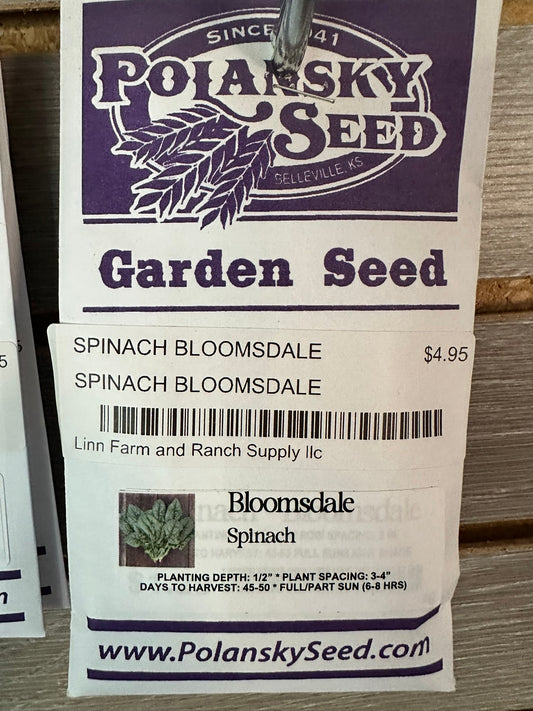 SINCE 1941
POLANSKY
SEED
BELLEVILLE, KS
Garden Seed
SPINACH BLOOMSDALE
$4.95
SPINACH BLOOMSDALE
Linn Farm and Ranch Supply llc
Bloomsdale
Spinach
PLANTING DEPTH: 1/2" * PLANT SPACING: 3-4"
DAYS TO HARVEST: 45-50 * FULL/PART SUN (6-8 HRS)
www.PolanskySeed.com